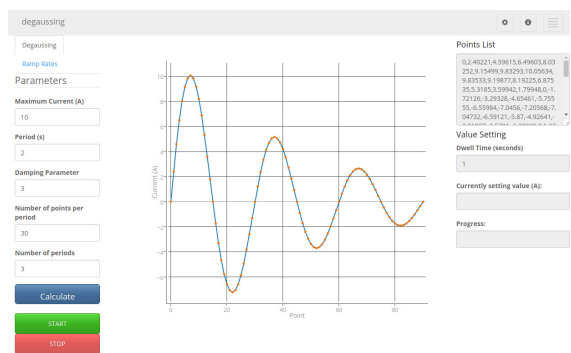 degaussing
Degaussing
Ramp Rates
Parameters
Maximum Current (A)
10
Period (s)
2
Damping Parameter
3
Number of points per
period
30
Number of periods
3
Calculate
START
STOP
10
8
6
4
2
0
−2
−4
−6
Current (A)
0
20
40
60
80
Point
Points List
0,2.40221,4.59615,6.49603,8.03
252,9.15499,9.83293,10.05634,
9.83533,9.19877,8.19225,6.875
35,5.3185,3.59942,1.79948,0,-1.
72126,-3.29328,-4.65461,-5.755
55,-6.55984,-7.0456,-7.20568,-7.
04732,-6.59121,-5.87,-4.92641,-
Value Setting
Dwell Time (seconds)
1
Currently setting value (A):
Progress: